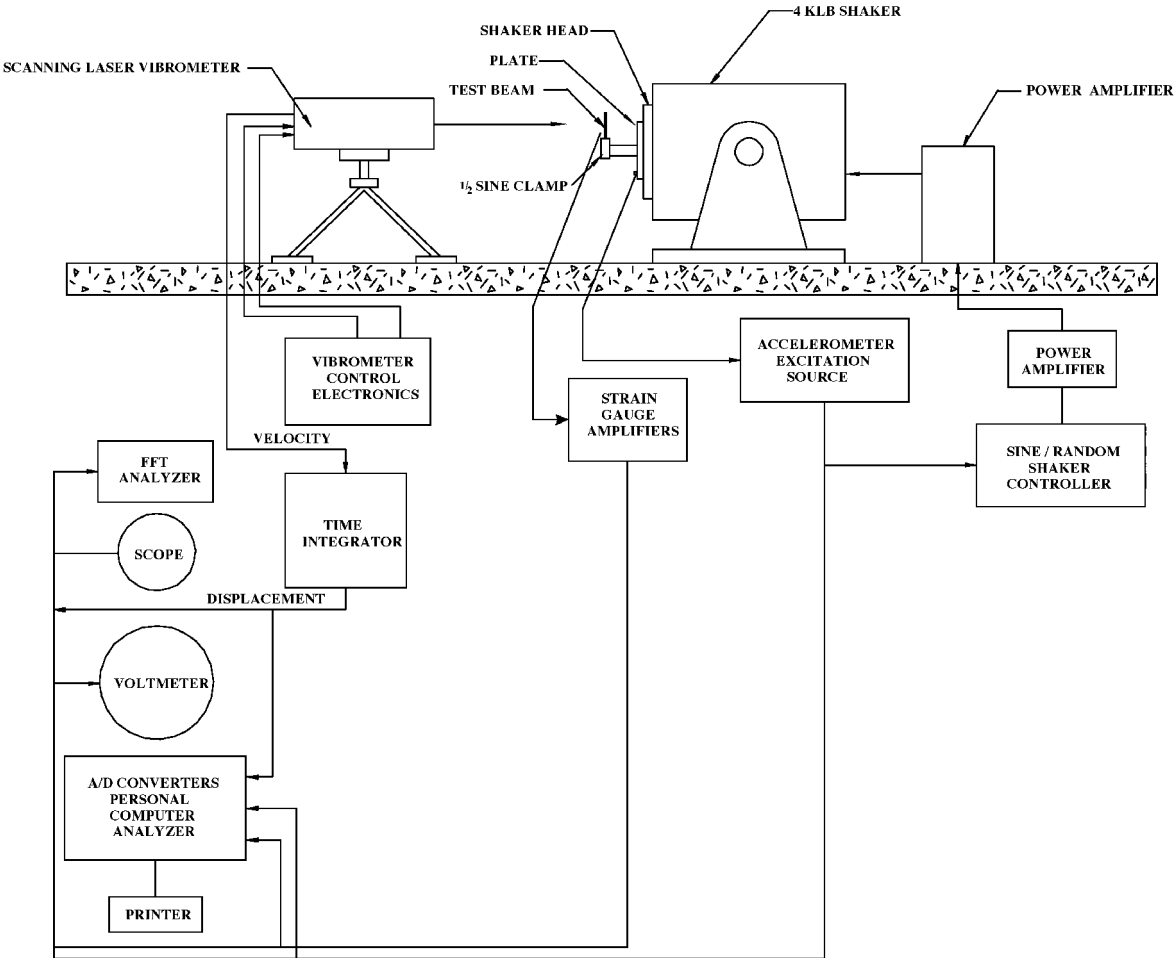 4 KLB SHAKER
SHAKER HEAD
PLATE
TEST BEAM
SCANNING LASER VIBROMETER
POWER AMPLIFIER
1/2 SINE CLAMP
VIBROMETER
CONTROL
ELECTRONICS
ACCELEROMETER
EXCITATION
SOURCE
POWER
AMPLIFIER
STRAIN
GAUGE
AMPLIFIERS
VELOCITY
FFT
ANALYZER
SINE / RANDOM
SHAKER
CONTROLLER
TIME
INTEGRATOR
SCOPE
DISPLACEMENT
VOLTMETER
A/D CONVERTERS
PERSONAL
COMPUTER
ANALYZER
PRINTER